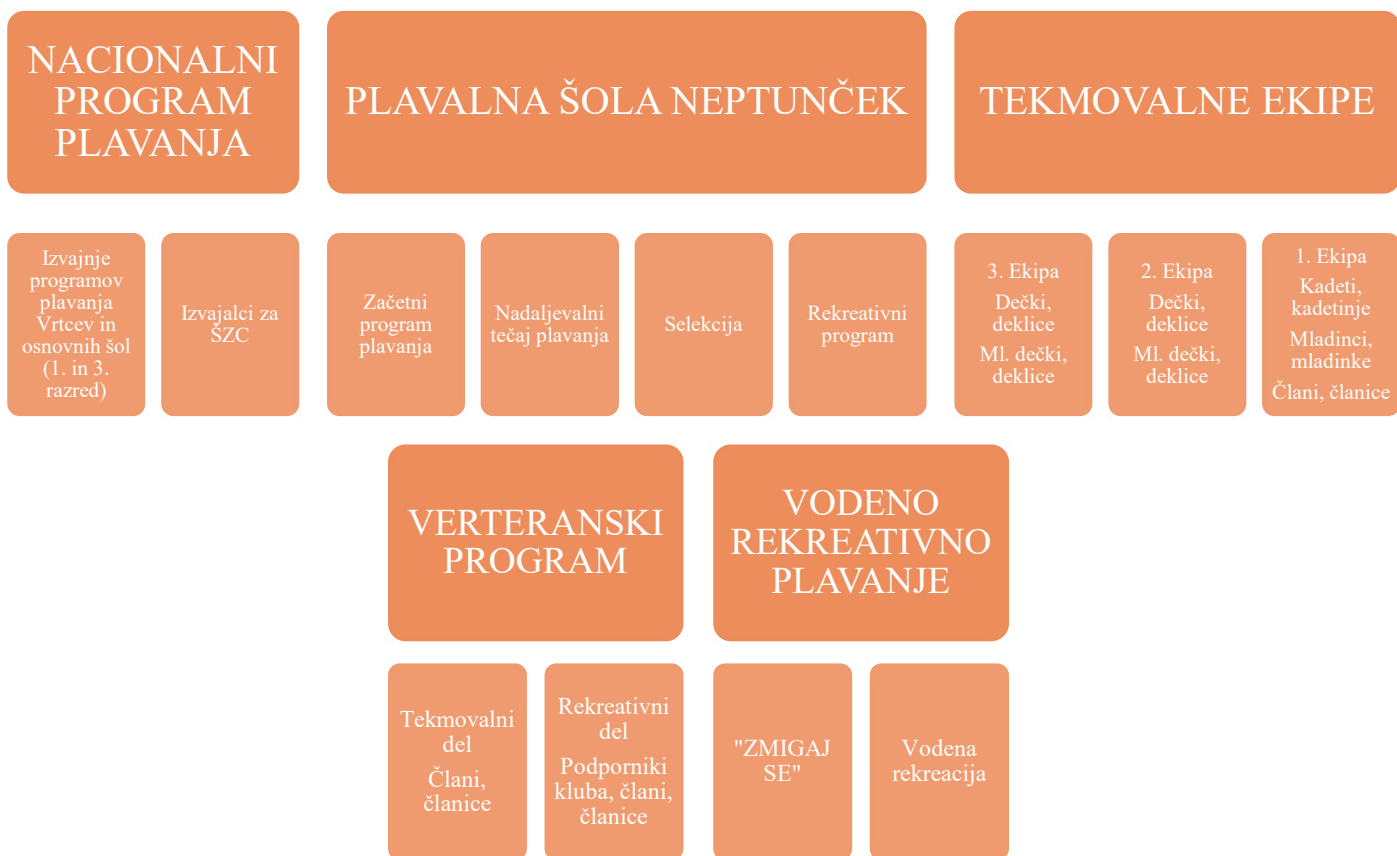 NACIONALNI
PROGRAM
PLAVANJA
PLAVALNA ŠOLA NEPTUNČEK
TEKMOVALNE EKIPE
Izvajnje
programov
plavanja
Vrtcev in
osnovnih šol
(1. in 3.
razred)
Izvajalci za
ŠZC
Začetni
program
plavanja
Nadaljevalni
tečaj plavanja
Selekcija
Rekreativni
program
3. Ekipa
Dečki,
deklice
Ml. dečki,
deklice
2. Ekipa
Dečki,
deklice
Ml. dečki,
deklice
1. Ekipa
Kadeti,
kadetinje
Mladinci,
mladinke
Člani, članice
VERTERANSKI
PROGRAM
VODENO
REKREATIVNO
PLAVANJE
Tekmovalni
del
Člani,
članice
Rekreativni
del
Podporniki
kluba, člani,
članice
"ZMIGAJ
SE"
Vodena
rekreacija